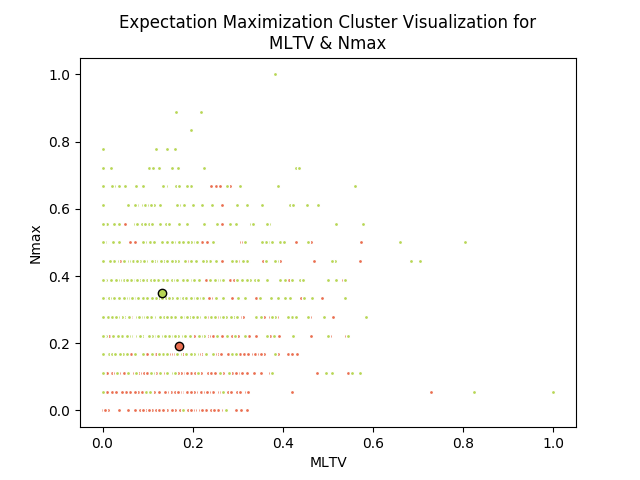 Expectation Maximization Cluster Visualization for
MLTV & Nmax
1.0
0.8
0.6
0.4
0.2
0.0
Nmax
0.0 0.2 0.4 0.6 0.8 1.0
MLTV